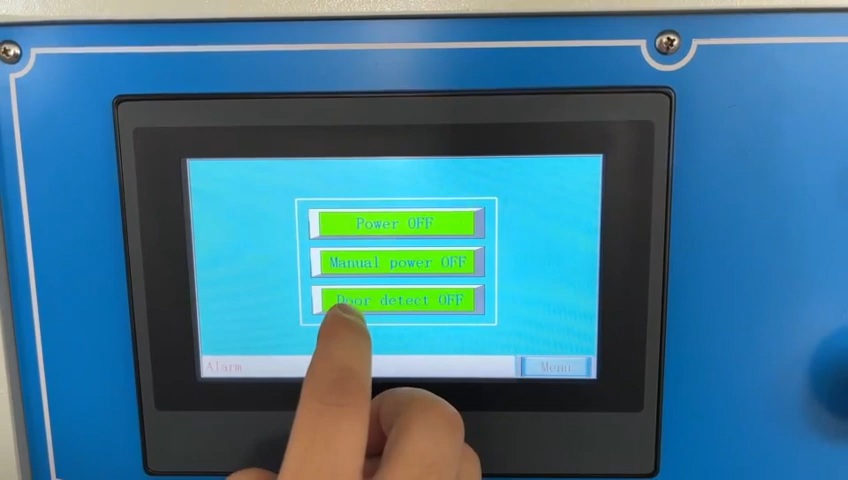 Power OFF
Manual power OFF
Door detect OFF
Alarm
Menu